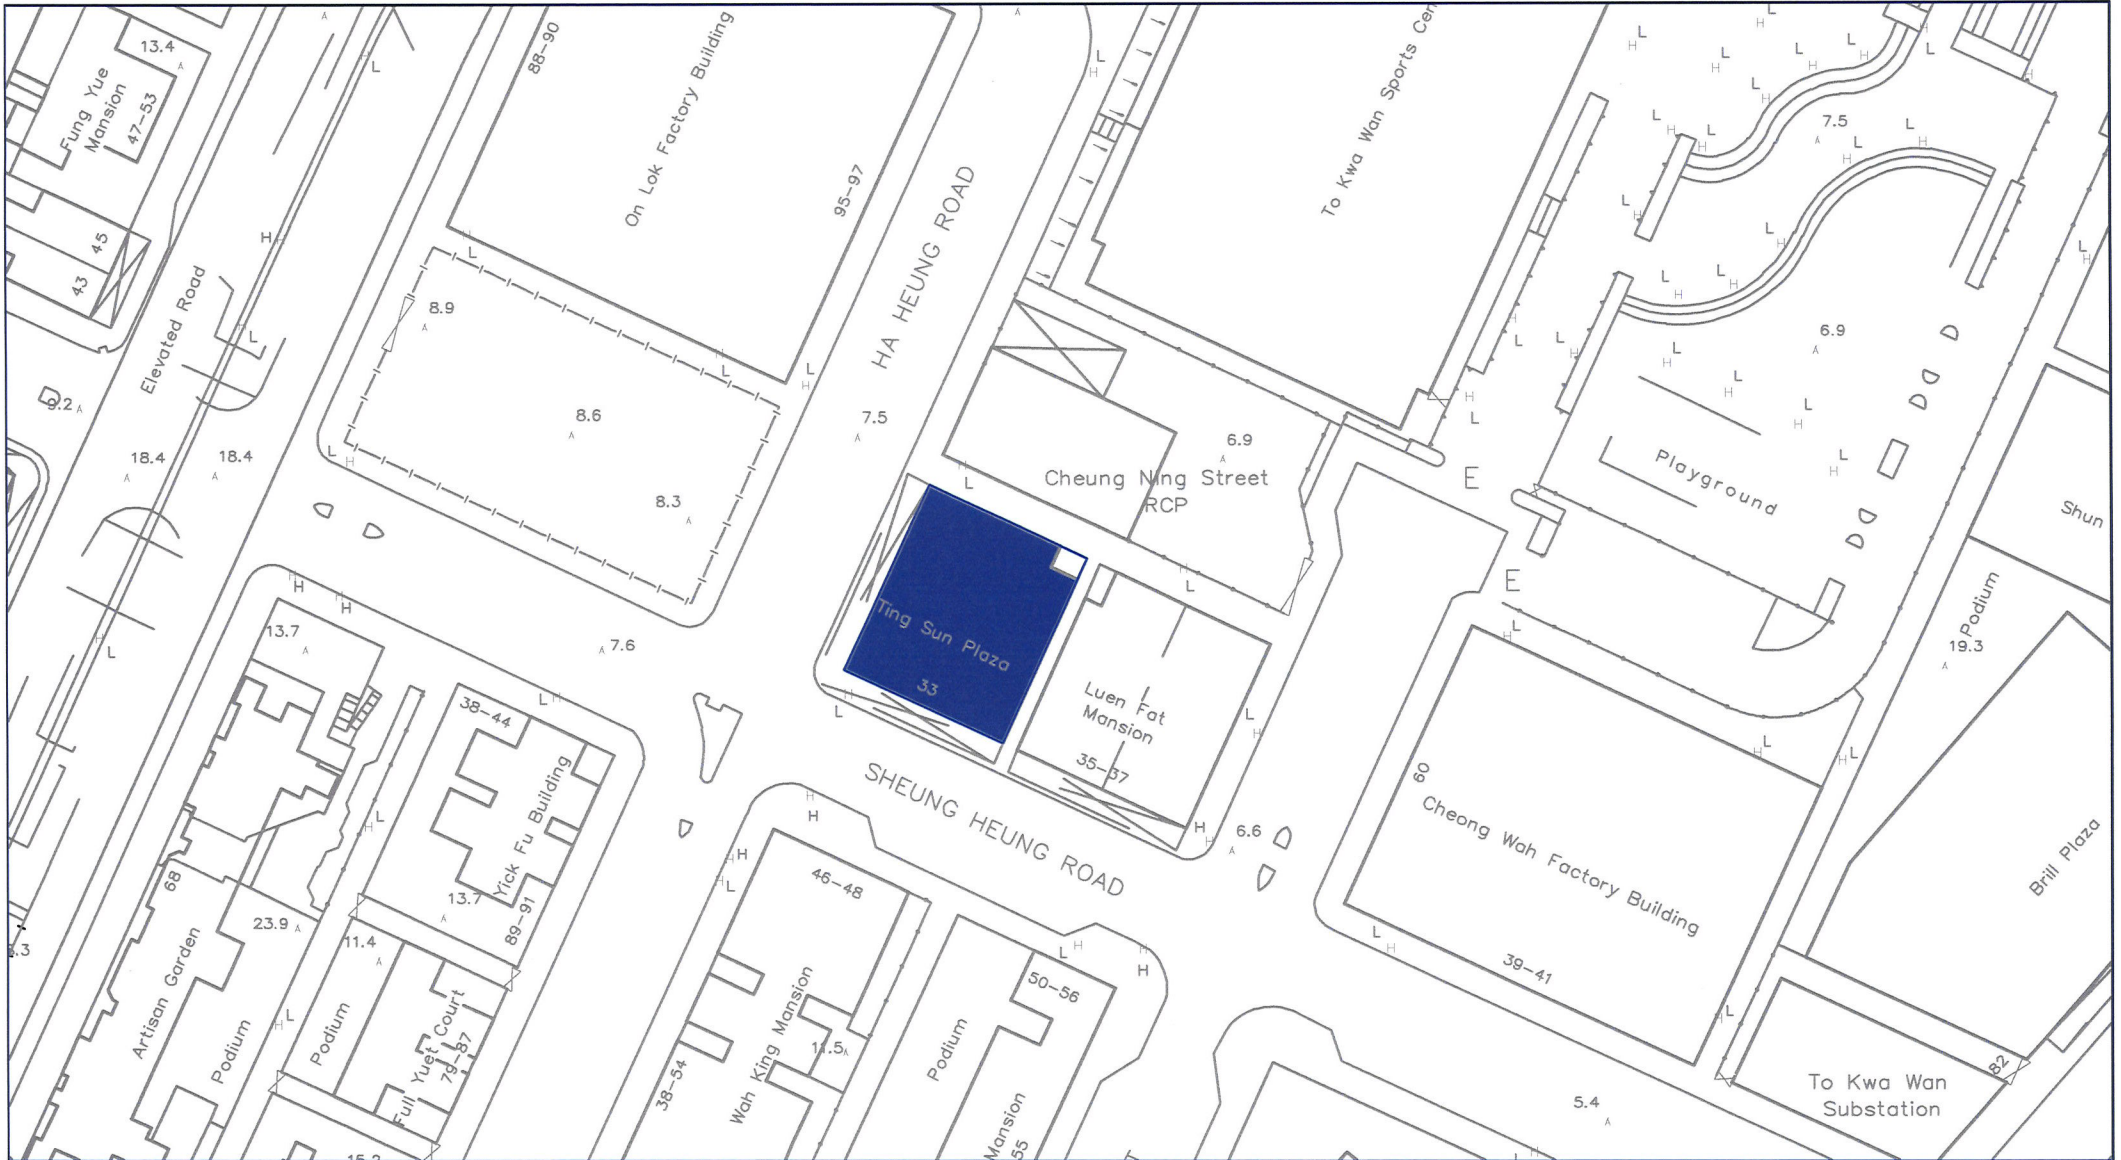 13.4
Fung Yue
Mansion
47-53
45
43
88-90
On Lok Factory Building
95-97
HA HEUNG ROAD
To Kwa Wan Sports
7.5
Elevated Road
9.2
18.4
18.4
8.9
8.6
8.3
7.5
6.9
Cheung Ning Street
RCP
E
E
6.9
Playground
Shun
Podium
19.3
Ting Sun Plaza
33
Luen Fat
Mansion
35-37
SHEUNG HEUNG ROAD
6.6
60
Cheong Wah Factory Building
39-41
Brill Plaza
82
To Kwa Wan
Substation
5.4
13.7
7.6
38-44
Yick Fu Building
13.7
89-91
68
23.9
Artisan Garden
Podium
11.4
Podium
Full Yuet Court
79-87
46-48
Wah King Mansion
11.5
38-54
50-56
Podium
Mansion
55